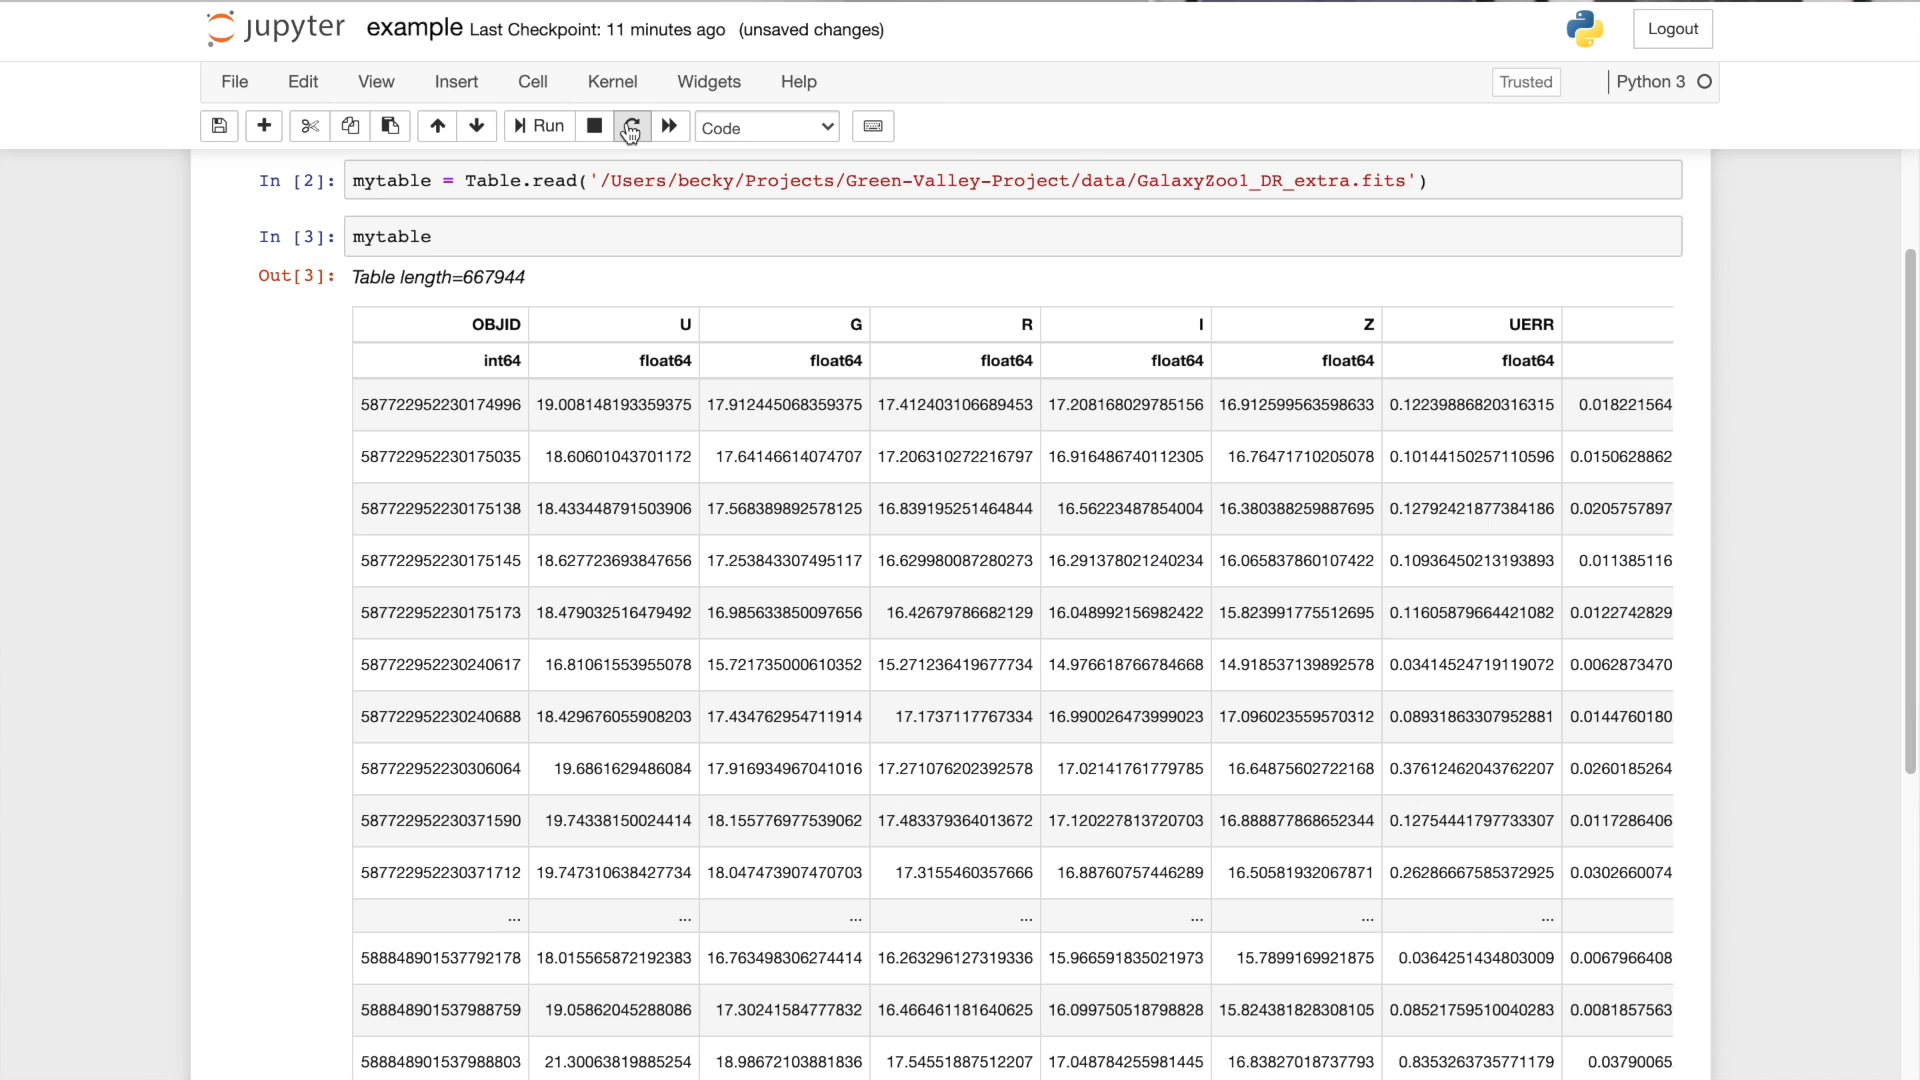 jupyter example Last Checkpoint: 11 minutes ago (unsaved changes) Logout
File Edit View Insert Cell Kernel Widgets Help Trusted Python 3
Run Code
In [2]: mytable = Table.read('/Users/becky/Projects/Green-Valley-Project/data/GalaxyZoo1_DR_extra.fits')
In [3]: mytable
Out[3]: Table length=667944
OBJID U G R I Z UERR
int64 float64 float64 float64 float64 float64 float64
587722952230174996 19.008148193359375 17.912445068359375 17.412403106689453 17.208168029785156 16.912599563598633 0.12239886820316315 0.018221564
587722952230175035 18.60601043701172 17.64146614074707 17.206310272216797 16.916486740112305 16.76471710205078 0.10144150257110596 0.0150628862
587722952230175138 18.433448791503906 17.568389892578125 16.839195251464844 16.56223487854004 16.380388259887695 0.12792421877384186 0.0205757897
587722952230175145 18.627723693847656 17.253843307495117 16.629980087280273 16.291378021240234 16.065837860107422 0.10936450213193893 0.011385116
587722952230175173 18.479032516479492 16.985633850097656 16.42679786682129 16.048992156982422 15.823991775512695 0.11605879664421082 0.0122742829
587722952230240617 16.81061553955078 15.721735000610352 15.271236419677734 14.976618766784668 14.918537139892578 0.03414524719119072 0.0062873470
587722952230240688 18.429676055908203 17.434762954711914 17.1737117767334 16.990026473999023 17.096023559570312 0.08931863307952881 0.0144760180
587722952230306064 19.6861629486084 17.916934967041016 17.271076202392578 17.02141761779785 16.64875602722168 0.37612462043762207 0.0260185264
587722952230371590 19.74338150024414 18.155776977539062 17.483379364013672 17.120227813720703 16.888877868652344 0.12754441797733307 0.0117286406
587722952230371712 19.747310638427734 18.047473907470703 17.3155460357666 16.88760757446289 16.50581932067871 0.26286667585372925 0.0302660074
... ... ... ... ... ... ...
588848901537792178 18.015565872192383 16.763498306274414 16.263296127319336 15.966591835021973 15.7899169921875 0.0364251434803009 0.0067966408
588848901537988759 19.05862045288086 17.30241584777832 16.466461181640625 16.099750518798828 15.824381828308105 0.08521759510040283 0.0081857563
588848901537988803 21.30063819885254 18.98672103881836 17.54551887512207 17.048784255981445 16.83827018737793 0.8353263735771179 0.03790065